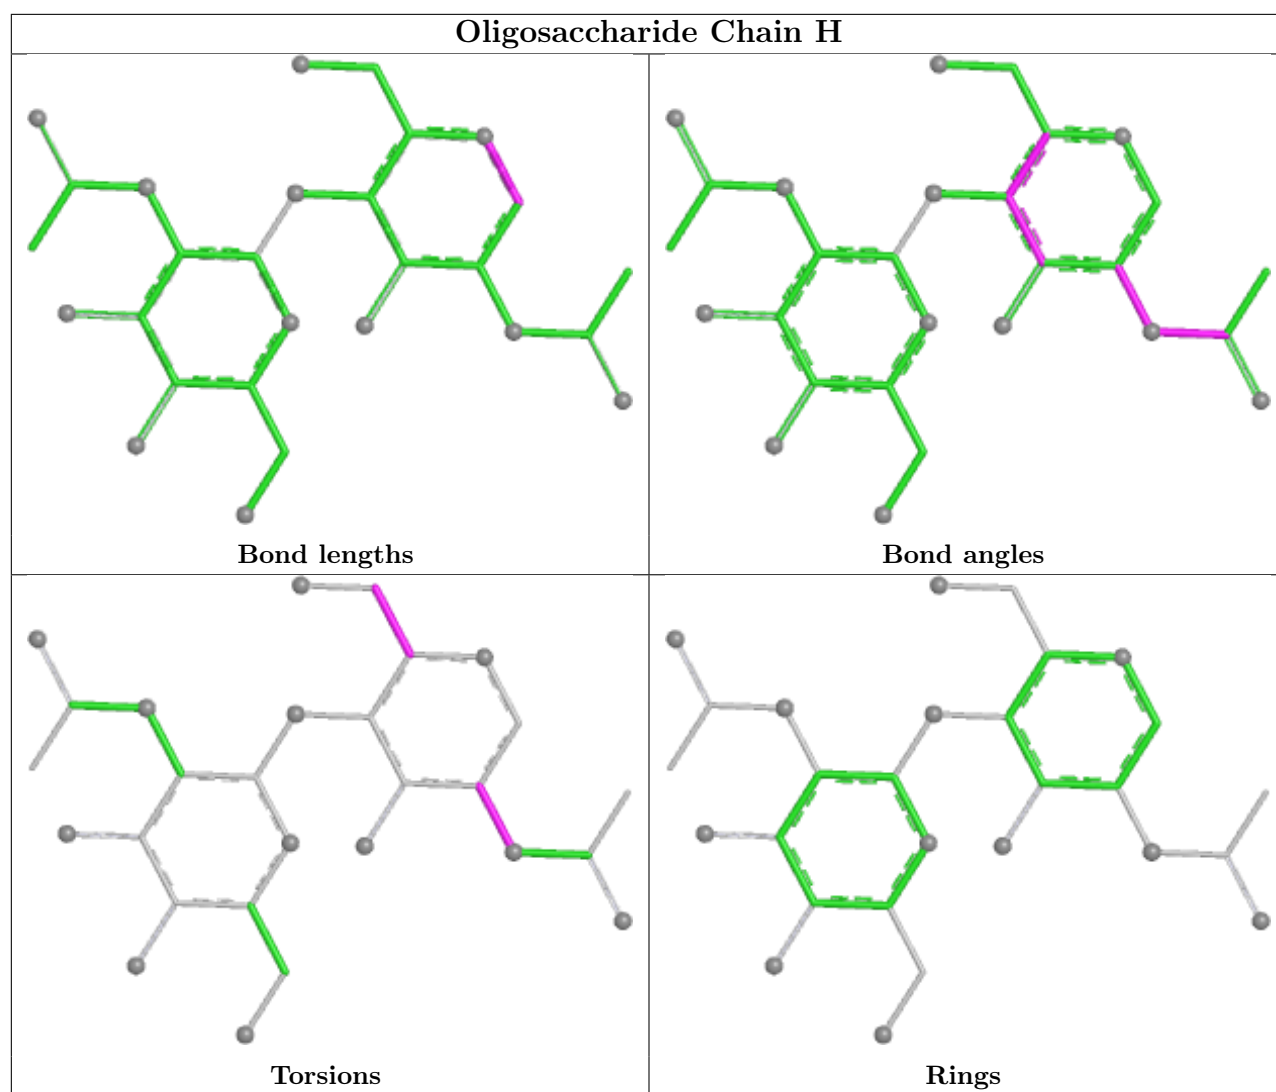 Oligosaccharide Chain H
Bond lengths
Bond angles
Torsions
Rings